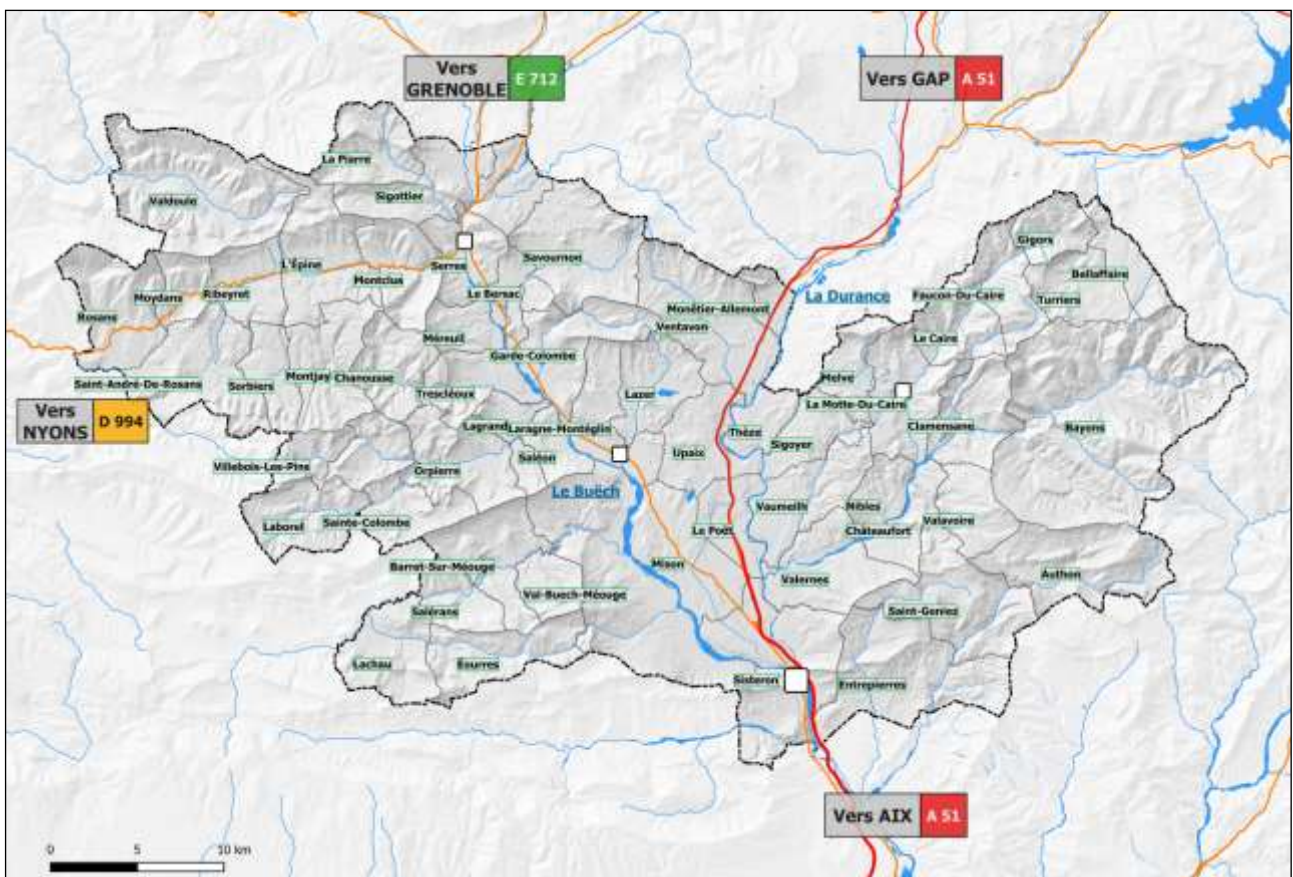 Vers
GRENOBLE
E 712
Vers GAP
A 51
La Piarre
Sigottier
Valdoule
Gigors
Bellaffaire
Savournon
L'Épine
Serres
Montclus
Le Bersac
Ribeyret
Moydans
Rosans
La Durance
Faucon-Du-Caire
Turriers
Monêtier-Allemont
Ventavon
Le Caire
Méreuil
Garde-Colombe
Melve
Saint-André-De-Rosans
Sorbiers
Montjay
Chanousse
Trescléoux
Lazer
La Motte-Du-Caire
Vers
NYONS
D 994
Lagrand
Laragne-Montéglin
Thèze
Sigoyer
Clamensane
Bayons
Villebois-Les-Pins
Orpierre
Saléon
Upaix
Le Buëch
Laborel
Sainte-Colombe
Vaumeilh
Nibles
Châteaufort
Valavoire
Le Poët
Barret-Sur-Méouge
Mison
Val-Buech-Méouge
Valernes
Authon
Salérans
Saint-Geniez
Lachau
Eourres
Sisteron
Entrepierres
Vers AIX
A 51
0 5 10 km